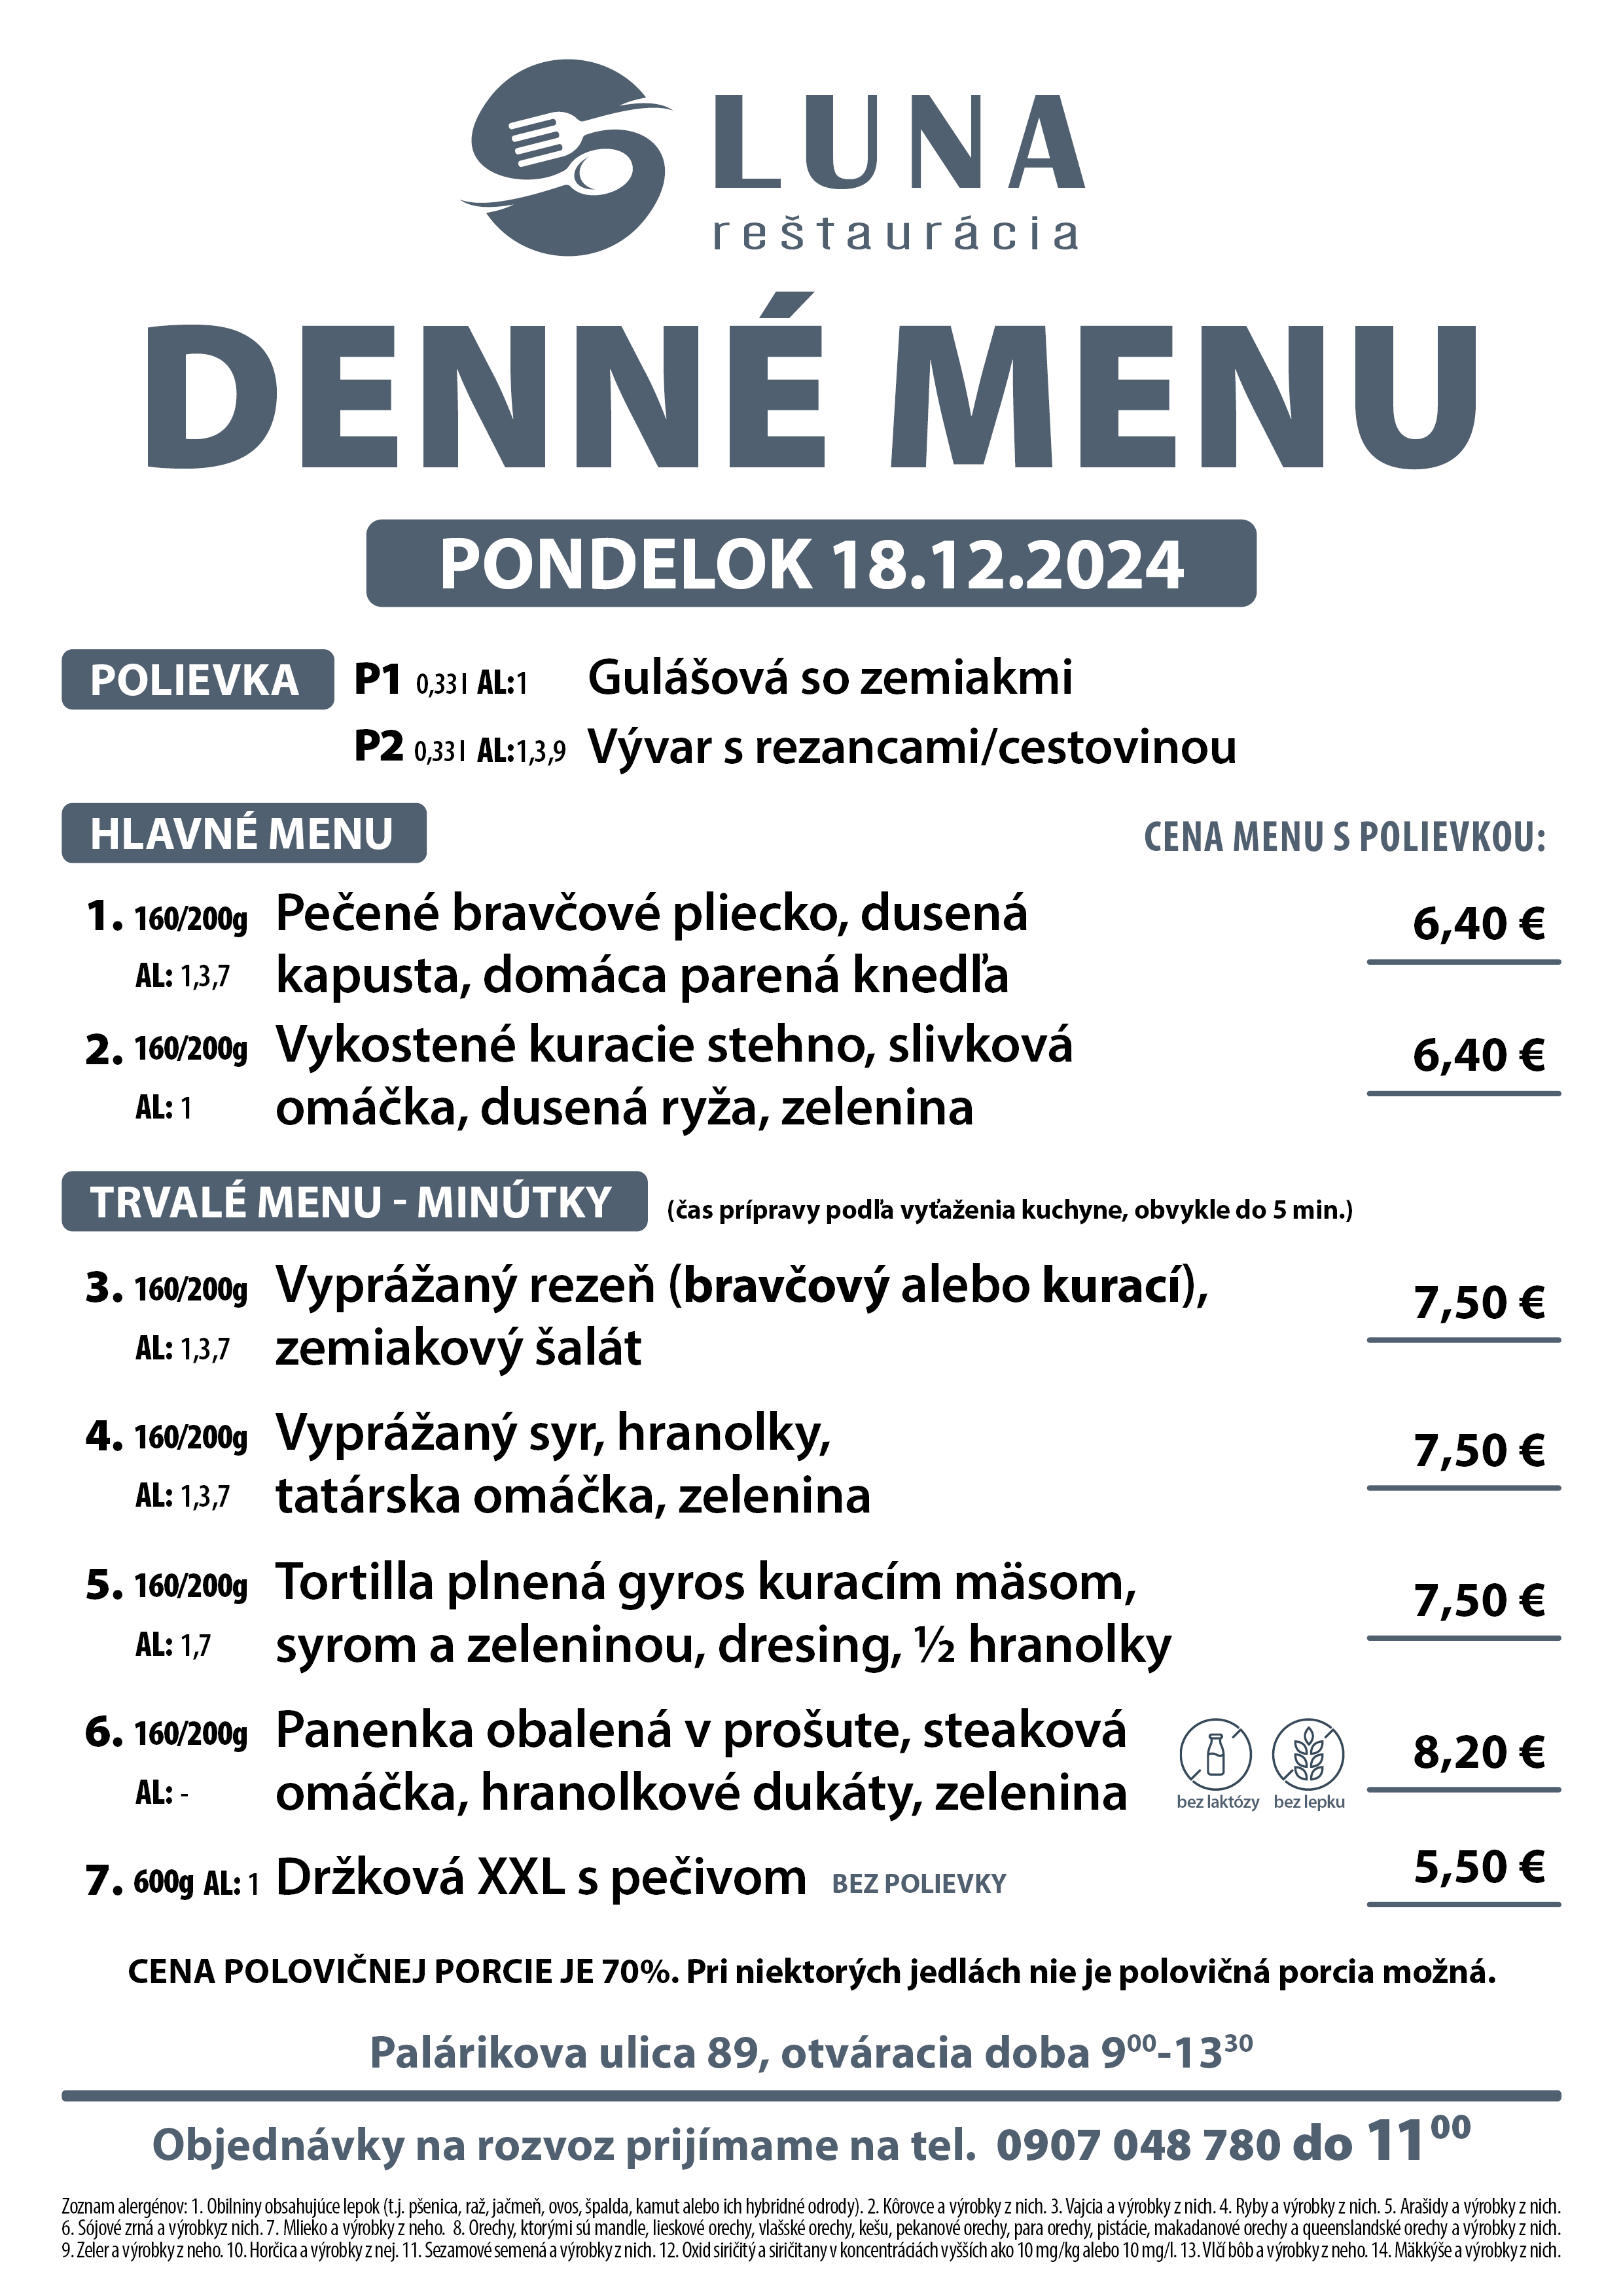 LUNA
reštaurácia
DENNÉ MENU
PONDELOK 18.12.2024
POLIEVKA P1 0,33 l AL:1 Gulášová so zemiakmi
P2 0,33 l AL:1,3,9 Vývar s rezancami/cestovinou
HLAVNÉ MENU CENA MENU S POLIEVKOU:
1. 160/200g Pečené bravčové pliecko, dusená 6,40 €
AL: 1,3,7 kapusta, domáca parená knedľa
2. 160/200g Vykostené kuracie stehno, slivková 6,40 €
AL: 1 omáčka, dusená ryža, zelenina
TRVALÉ MENU - MINÚTKY (čas prípravy podľa vyťaženia kuchyne, obvykle do 5 min.)
3. 160/200g Vyprážaný rezeň (bravčový alebo kurací), 7,50 €
AL: 1,3,7 zemiakový šalát
4. 160/200g Vyprážaný syr, hranolky, 7,50 €
AL: 1,3,7 tatárska omáčka, zelenina
5. 160/200g Tortilla plnená gyros kuracím mäsom, 7,50 €
AL: 1,7 syrom a zeleninou, dresing, ½ hranolky
6. 160/200g Panenka obalená v prošute, steaková 8,20 €
AL: - omáčka, hranolkové dukáty, zelenina bez laktózy bez lepku
7. 600g AL: 1 Držková XXL s pečivom BEZ POLIEVKY 5,50 €
CENA POLOVIČNEJ PORCIE JE 70%. Pri niektorých jedlách nie je polovičná porcia možná.
Palárikova ulica 89, otváracia doba 9⁰⁰-13³⁰
Objednávky na rozvoz prijímame na tel. 0907 048 780 do 11⁰⁰
Zoznam alergénov: 1. Obilniny obsahujúce lepok (t.j. pšenica, raž, jačmeň, ovos, špalda, kamut alebo ich hybridné odrody). 2. Kôrovce a výrobky z nich. 3. Vajcia a výrobky z nich. 4. Ryby a výrobky z nich. 5. Arašidy a výrobky z nich.
6. Sójové zrná a výrobkyz nich. 7. Mlieko a výrobky z neho. 8. Orechy, ktorými sú mandle, lieskové orechy, vlašské orechy, kešu, pekanové orechy, para orechy, pistácie, makadanové orechy a queenslandské orechy a výrobky z nich.
9. Zeler a výrobky z neho. 10. Horčica a výrobky z nej. 11. Sezamové semená a výrobky z nich. 12. Oxid siričitý a siričitany v koncentráciách vyšších ako 10 mg/kg alebo 10 mg/l. 13. Vlčí bôb a výrobky z neho. 14. Mäkkýše a výrobky z nich.